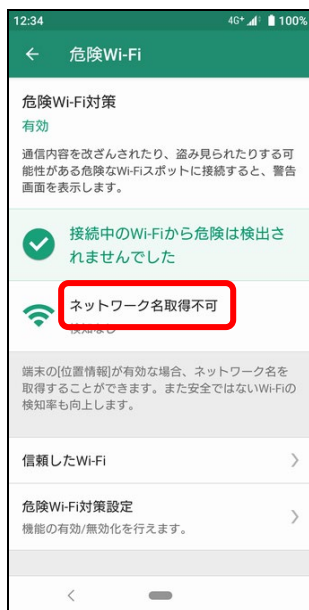 12:34 4G+ 100%
← 危険Wi-Fi
危険Wi-Fi対策
有効
通信内容を改ざんされたり、盗み見られたりする可
能性がある危険なWi-Fiスポットに接続すると、警告
画面を表示します。
接続中のWi-Fiから危険は検出さ
れませんでした
ネットワーク名取得不可
検知なし
端末の[位置情報]が有効な場合、ネットワーク名を
取得することができます。また安全ではないWi-Fiの
検知率も向上します。
信頼したWi-Fi
危険Wi-Fi対策設定
機能の有効/無効化を行えます。